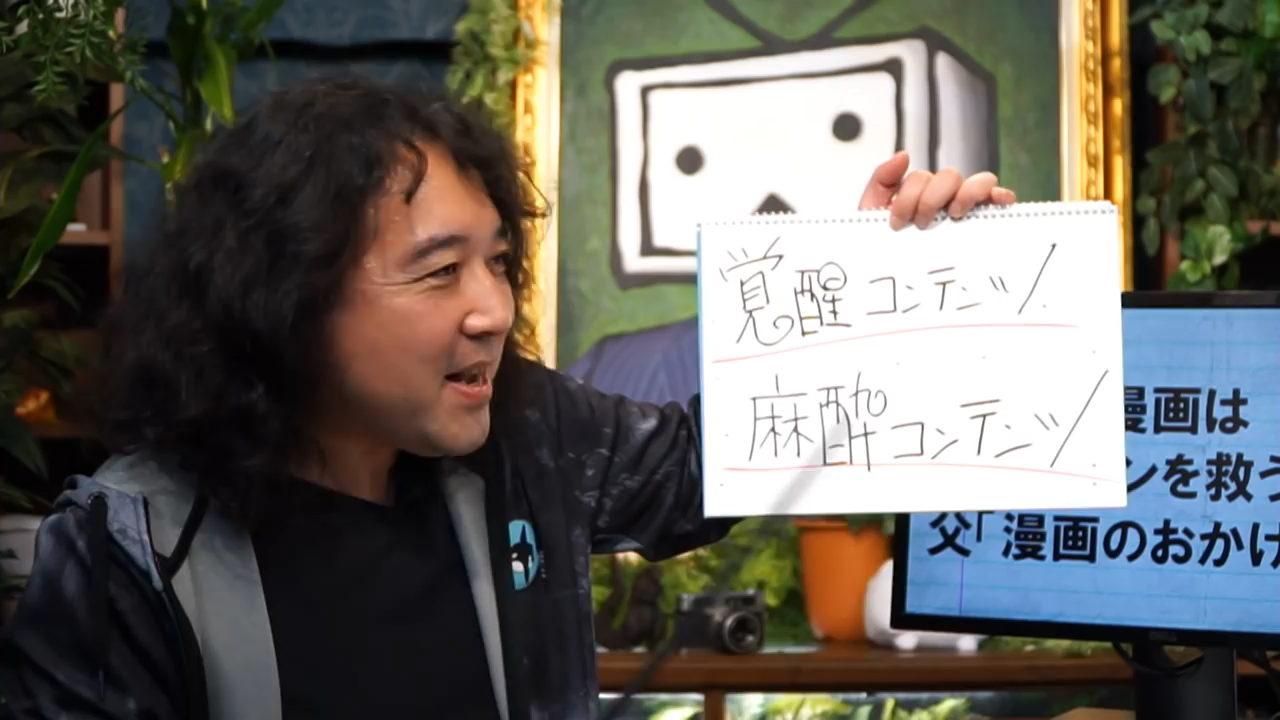 覚醒コンテンツ
麻酔コンテンツ
漫画は
ンを救う
父「漫画のおかげ